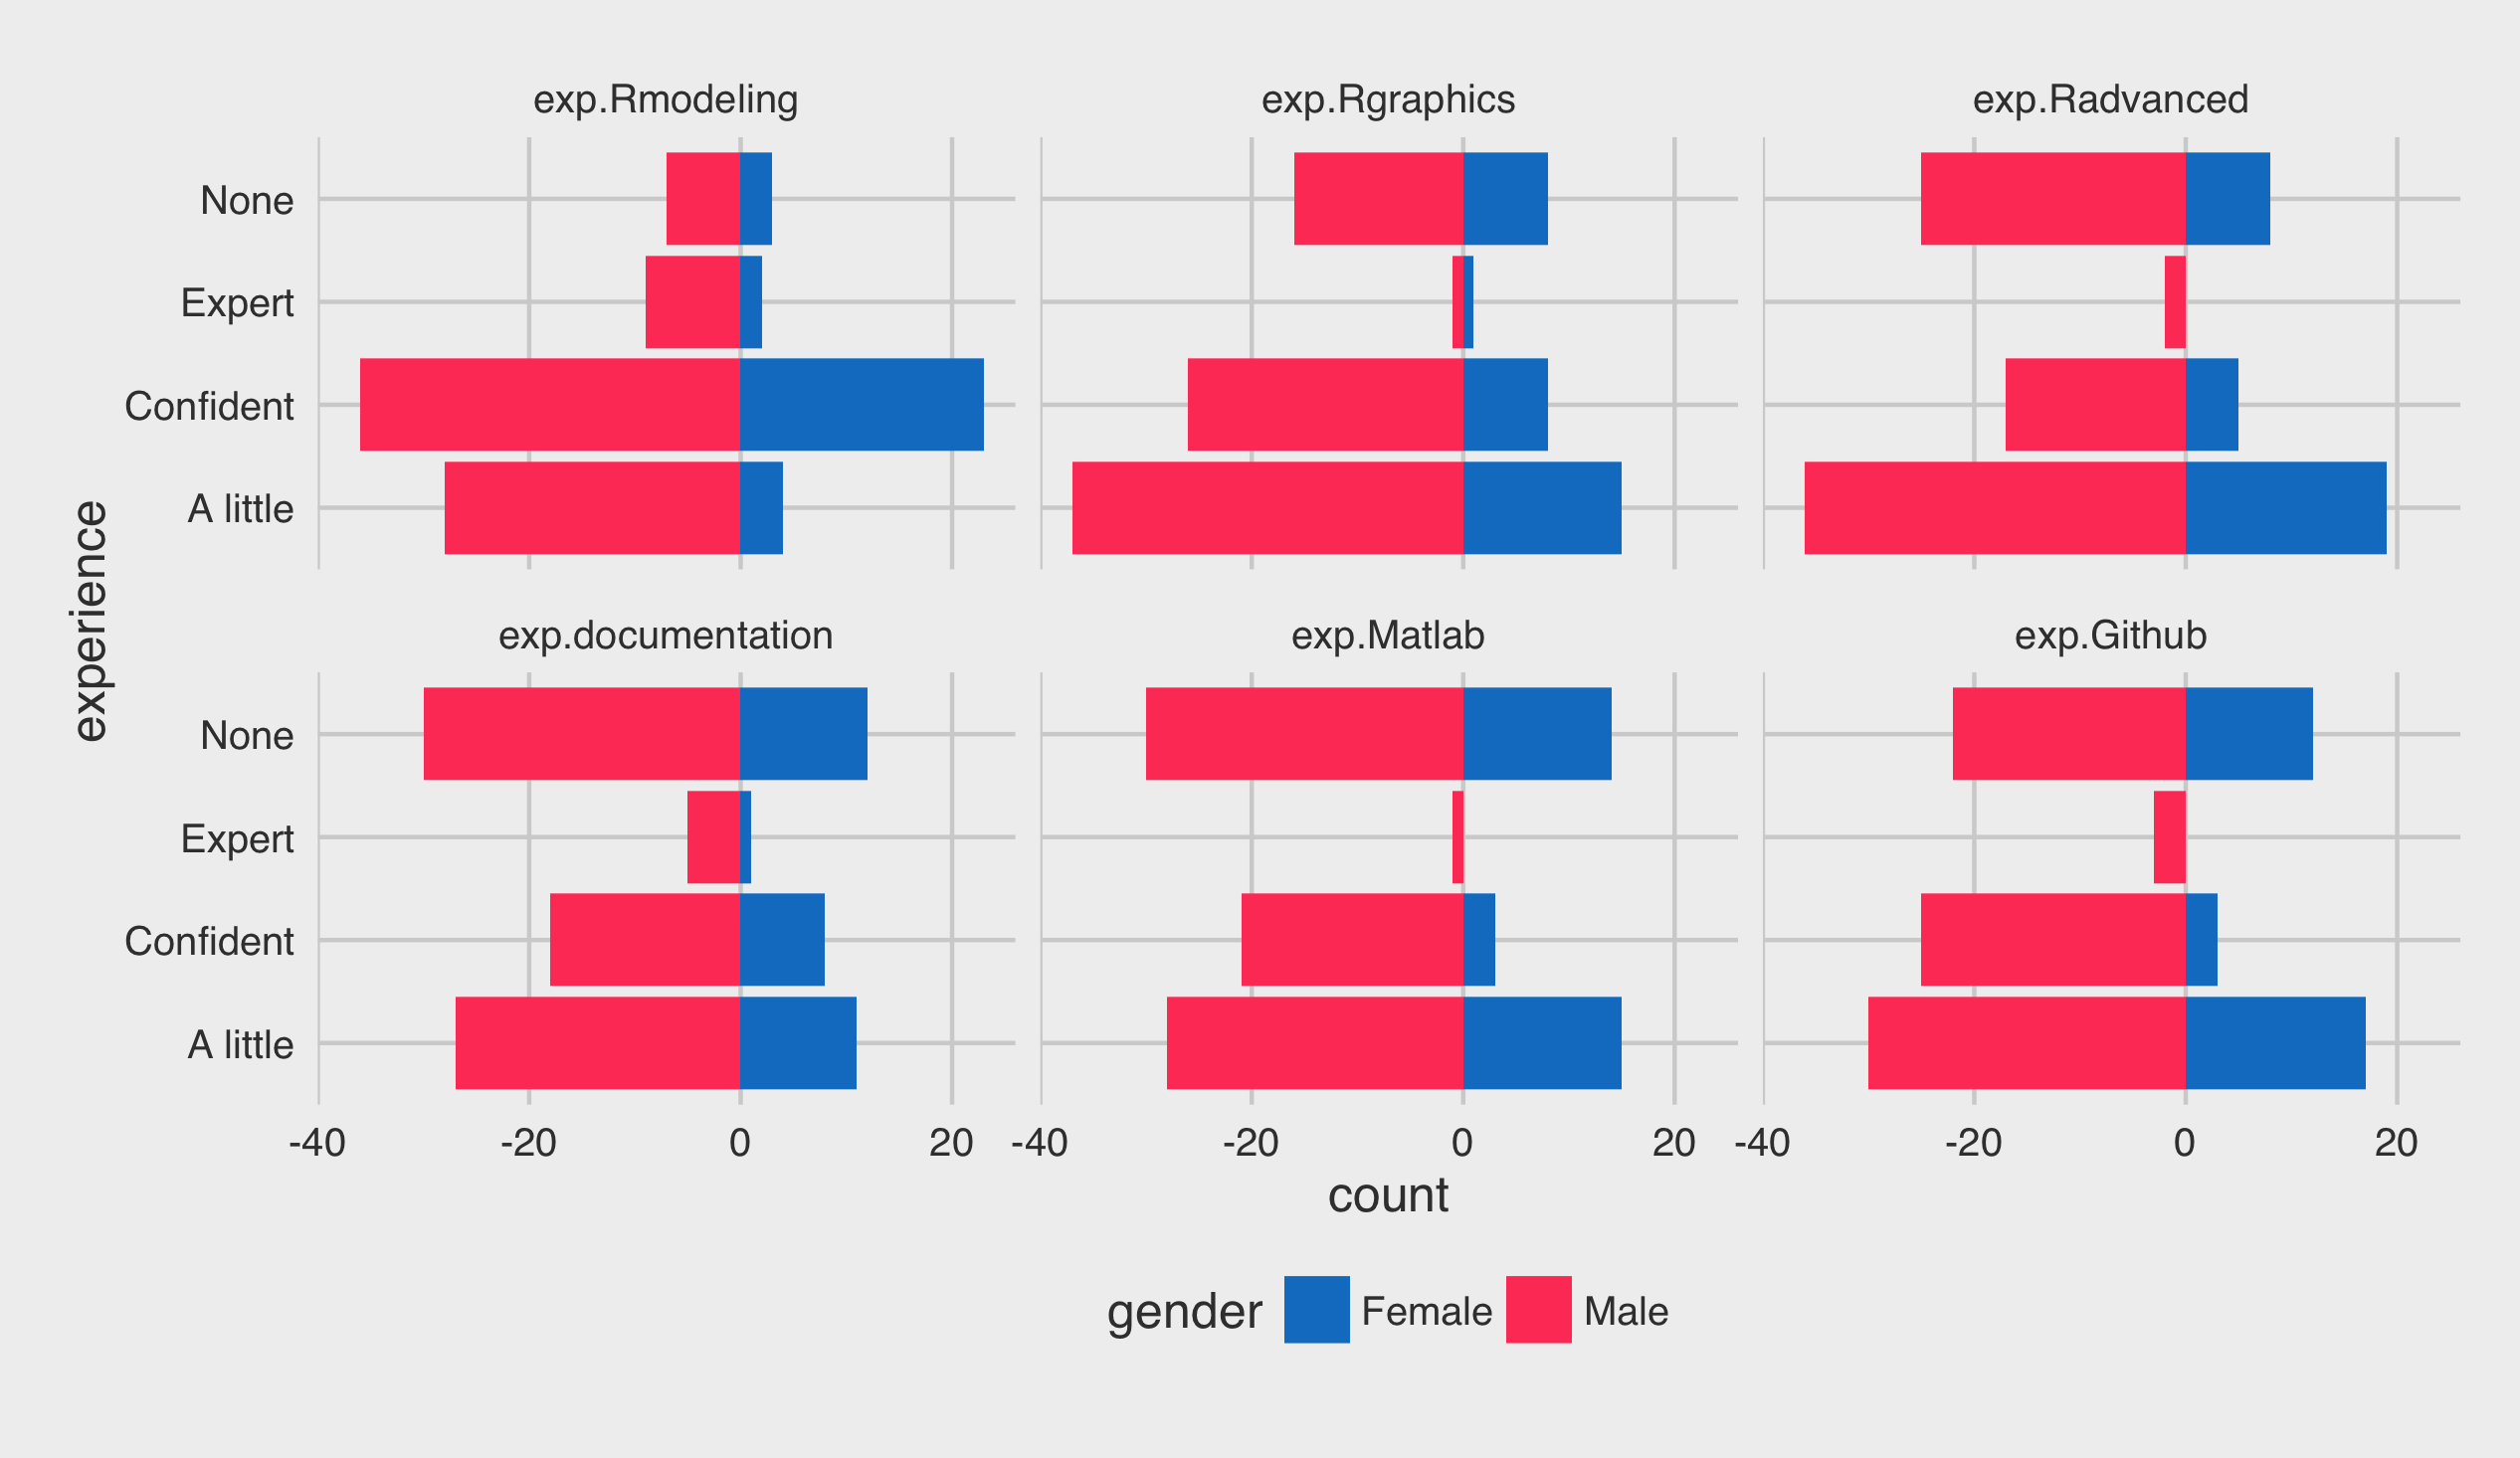 exp.Rmodeling exp.Rgraphics exp.Radvanced
None
Expert
Confident
A little
experience
exp.documentation exp.Matlab exp.Github
None
Expert
Confident
A little
-40 -20 0 20 -40 -20 0 20 -40 -20 0 20
count
gender Female Male